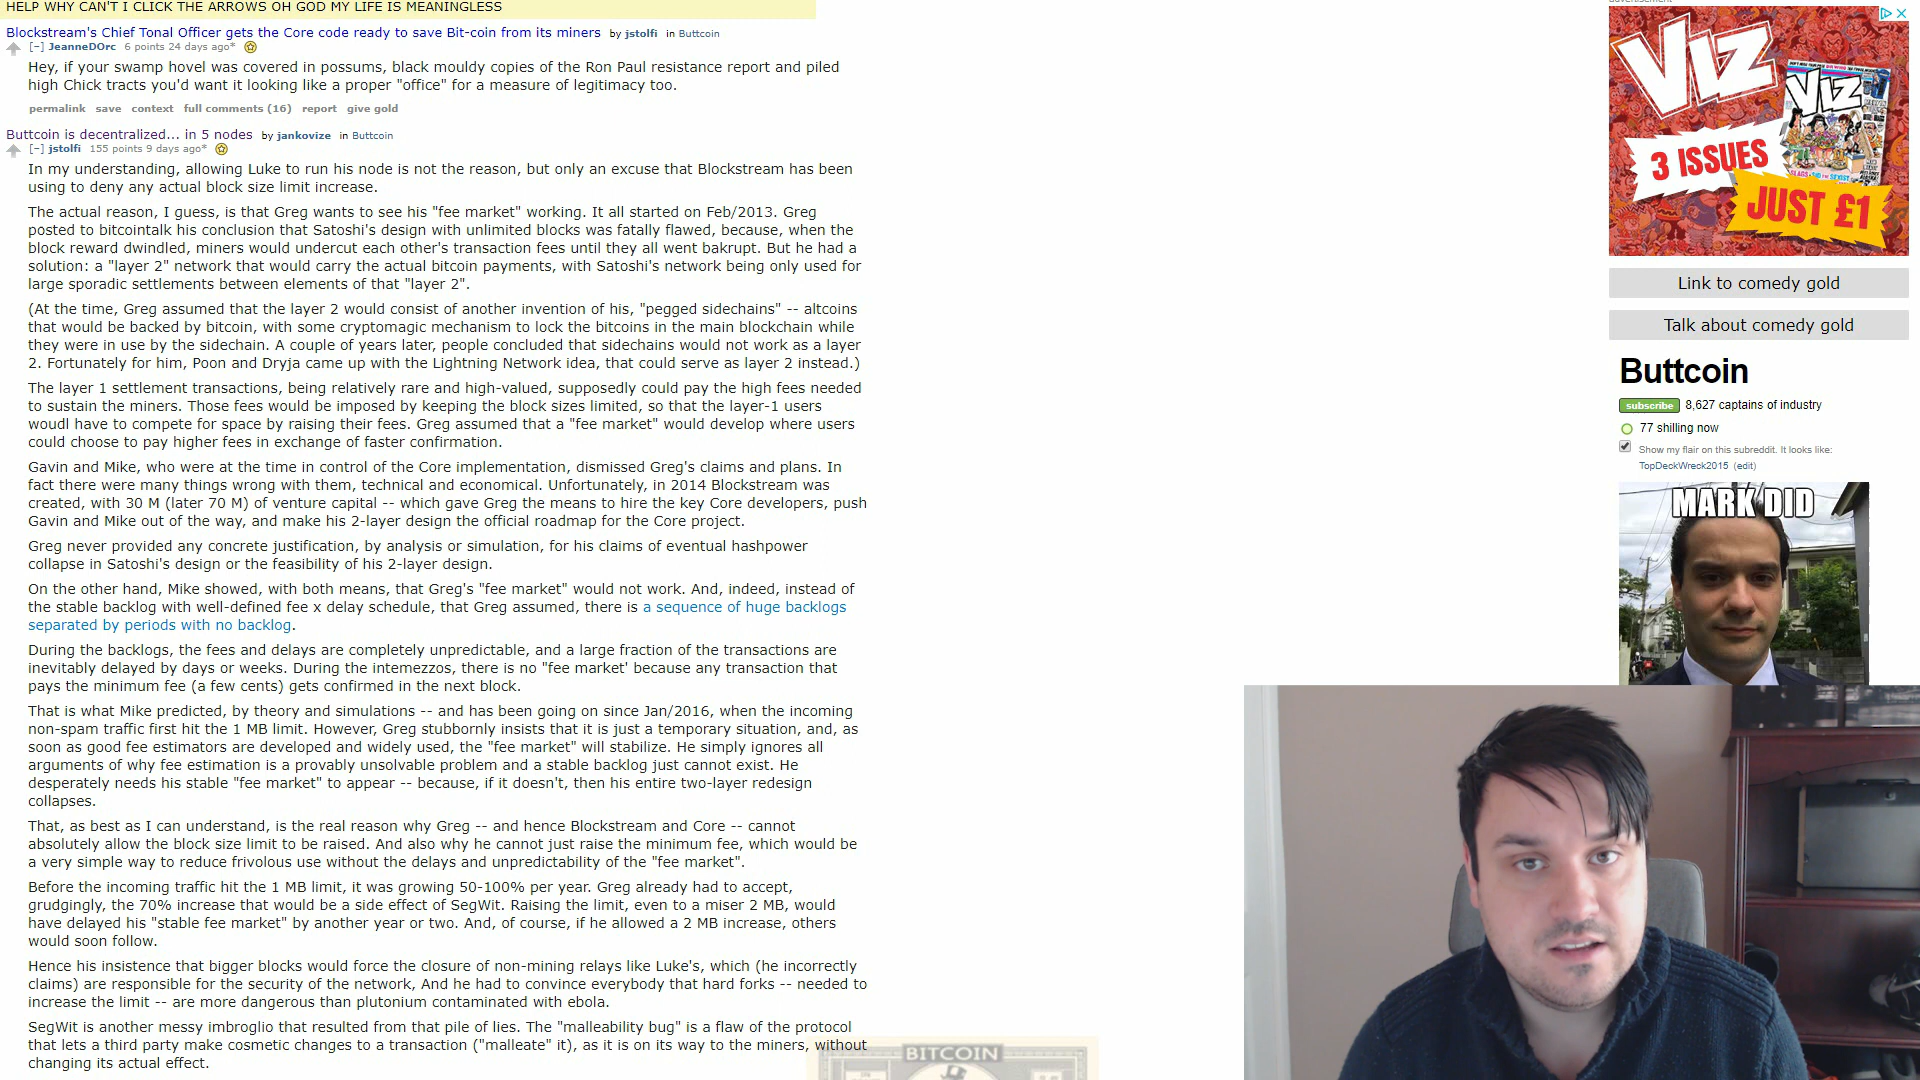 HELP WHY CAN'T I CLICK THE ARROWS OH GOD MY LIFE IS MEANINGLESS
Blockstream's Chief Tonal Officer gets the Core code ready to save Bit-coin from its miners by jstolfi in Buttcoin
[–] JeanneDOrc 6 points 24 days ago*
Hey, if your swamp hovel was covered in possums, black mouldy copies of the Ron Paul resistance report and piled
high Chick tracts you'd want it looking like a proper "office" for a measure of legitimacy too.
permalink save context full comments (16) report give gold
Buttcoin is decentralized... in 5 nodes by jankovize in Buttcoin
[–] jstolfi 155 points 9 days ago*
In my understanding, allowing Luke to run his node is not the reason, but only an excuse that Blockstream has been
using to deny any actual block size limit increase.
The actual reason, I guess, is that Greg wants to see his "fee market" working. It all started on Feb/2013. Greg
posted to bitcointalk his conclusion that Satoshi's design with unlimited blocks was fatally flawed, because, when the
block reward dwindled, miners would undercut each other's transaction fees until they all went bakrupt. But he had a
solution: a "layer 2" network that would carry the actual bitcoin payments, with Satoshi's network being only used for
large sporadic settlements between elements of that "layer 2".
(At the time, Greg assumed that the layer 2 would consist of another invention of his, "pegged sidechains" -- altcoins
that would be backed by bitcoin, with some cryptomagic mechanism to lock the bitcoins in the main blockchain while
they were in use by the sidechain. A couple of years later, people concluded that sidechains would not work as a layer
2. Fortunately for him, Poon and Dryja came up with the Lightning Network idea, that could serve as layer 2 instead.)
The layer 1 settlement transactions, being relatively rare and high-valued, supposedly could pay the high fees needed
to sustain the miners. Those fees would be imposed by keeping the block sizes limited, so that the layer-1 users
woudl have to compete for space by raising their fees. Greg assumed that a "fee market" would develop where users
could choose to pay higher fees in exchange of faster confirmation.
Gavin and Mike, who were at the time in control of the Core implementation, dismissed Greg's claims and plans. In
fact there were many things wrong with them, technical and economical. Unfortunately, in 2014 Blockstream was
created, with 30 M (later 70 M) of venture capital -- which gave Greg the means to hire the key Core developers, push
Gavin and Mike out of the way, and make his 2-layer design the official roadmap for the Core project.
Greg never provided any concrete justification, by analysis or simulation, for his claims of eventual hashpower
collapse in Satoshi's design or the feasibility of his 2-layer design.
On the other hand, Mike showed, with both means, that Greg's "fee market" would not work. And, indeed, instead of
the stable backlog with well-defined fee x delay schedule, that Greg assumed, there is a sequence of huge backlogs
separated by periods with no backlog.
During the backlogs, the fees and delays are completely unpredictable, and a large fraction of the transactions are
inevitably delayed by days or weeks. During the intemezzos, there is no "fee market' because any transaction that
pays the minimum fee (a few cents) gets confirmed in the next block.
That is what Mike predicted, by theory and simulations -- and has been going on since Jan/2016, when the incoming
non-spam traffic first hit the 1 MB limit. However, Greg stubbornly insists that it is just a temporary situation, and, as
soon as good fee estimators are developed and widely used, the "fee market" will stabilize. He simply ignores all
arguments of why fee estimation is a provably unsolvable problem and a stable backlog just cannot exist. He
desperately needs his stable "fee market" to appear -- because, if it doesn't, then his entire two-layer redesign
collapses.
That, as best as I can understand, is the real reason why Greg -- and hence Blockstream and Core -- cannot
absolutely allow the block size limit to be raised. And also why he cannot just raise the minimum fee, which would be
a very simple way to reduce frivolous use without the delays and unpredictability of the "fee market".
Before the incoming traffic hit the 1 MB limit, it was growing 50-100% per year. Greg already had to accept,
grudgingly, the 70% increase that would be a side effect of SegWit. Raising the limit, even to a miser 2 MB, would
have delayed his "stable fee market" by another year or two. And, of course, if he allowed a 2 MB increase, others
would soon follow.
Hence his insistence that bigger blocks would force the closure of non-mining relays like Luke's, which (he incorrectly
claims) are responsible for the security of the network, And he had to convince everybody that hard forks -- needed to
increase the limit -- are more dangerous than plutonium contaminated with ebola.
SegWit is another messy imbroglio that resulted from that pile of lies. The "malleability bug" is a flaw of the protocol
that lets a third party make cosmetic changes to a transaction ("malleate" it), as it is on its way to the miners, without
changing its actual effect.
BITCOIN
advertisement
VIZ
VIZ
3 ISSUES
JUST £1
Link to comedy gold
Talk about comedy gold
Buttcoin
subscribe 8,627 captains of industry
77 shilling now
Show my flair on this subreddit. It looks like:
TopDeckWreck2015 (edit)
MARK DID